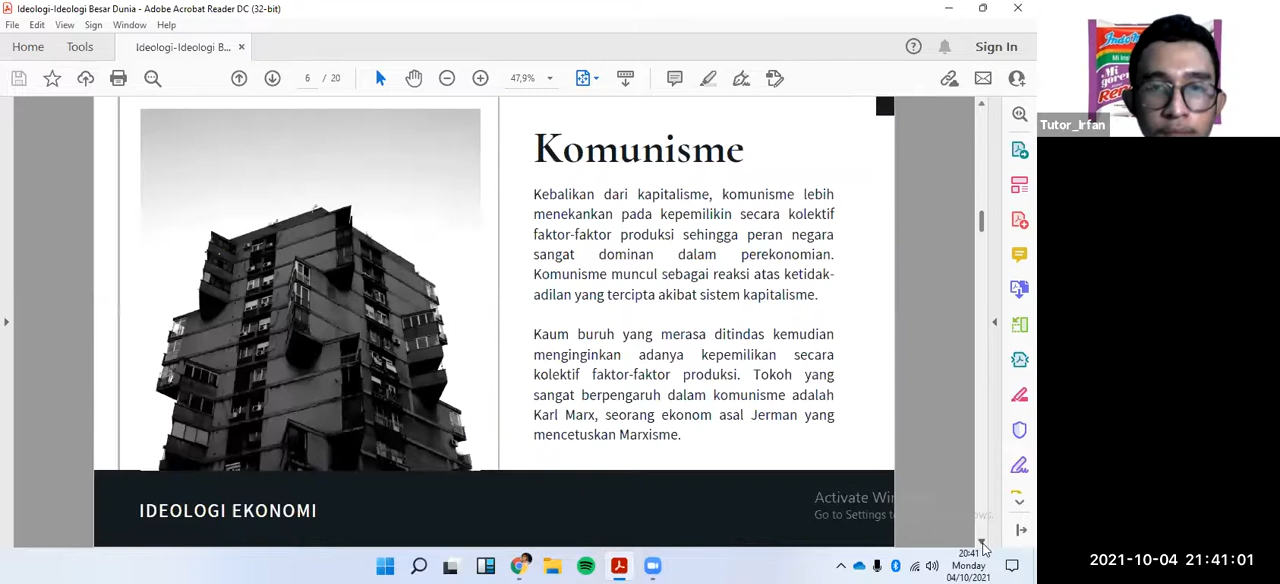 Ideologi-Ideologi Besar Dunia - Adobe Acrobat Reader DC (32-bit)
File Edit View Sign Window Help
Home Tools Ideologi-Ideologi B... Sign In
6 / 20 47,9%
Indomie
Mi goreng
Tutor_Irfan
Komunisme
Kebalikan dari kapitalisme, komunisme lebih
menekankan pada kepemilikin secara kolektif
faktor-faktor produksi sehingga peran negara
sangat dominan dalam perekonomian.
Komunisme muncul sebagai reaksi atas ketidak-
adilan yang tercipta akibat sistem kapitalisme.
Kaum buruh yang merasa ditindas kemudian
menginginkan adanya kepemilikan secara
kolektif faktor-faktor produksi. Tokoh yang
sangat berpengaruh dalam komunisme adalah
Karl Marx, seorang ekonom asal Jerman yang
mencetuskan Marxisme.
IDEOLOGI EKONOMI
Activate
Go to Settings
20:41
Monday
04/10/2021
2021-10-04 21:41:01